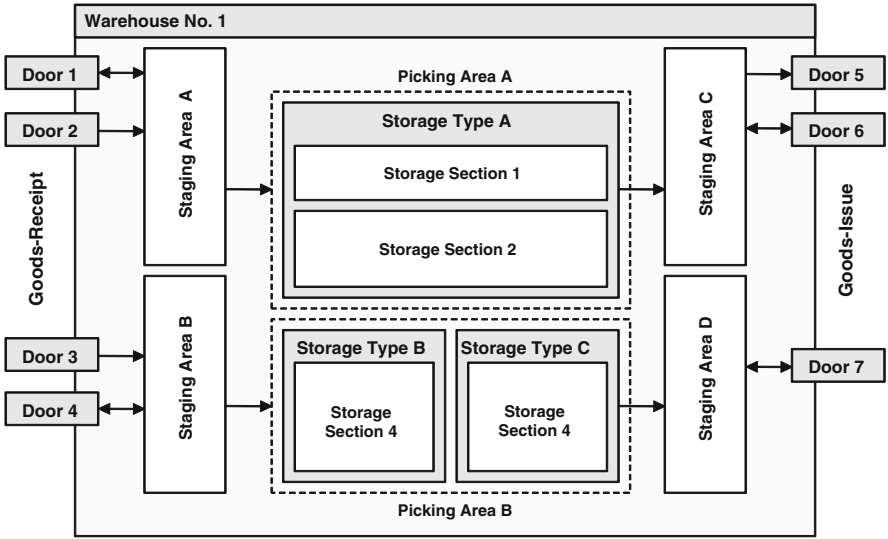 Warehouse No. 1
Door 1
Door 2
Goods-Receipt
Door 3
Door 4
Staging Area A
Staging Area B
Picking Area A
Storage Type A
Storage Section 1
Storage Section 2
Storage Type B
Storage
Section 4
Storage Type C
Storage
Section 4
Picking Area B
Staging Area C
Staging Area D
Door 5
Door 6
Goods-Issue
Door 7